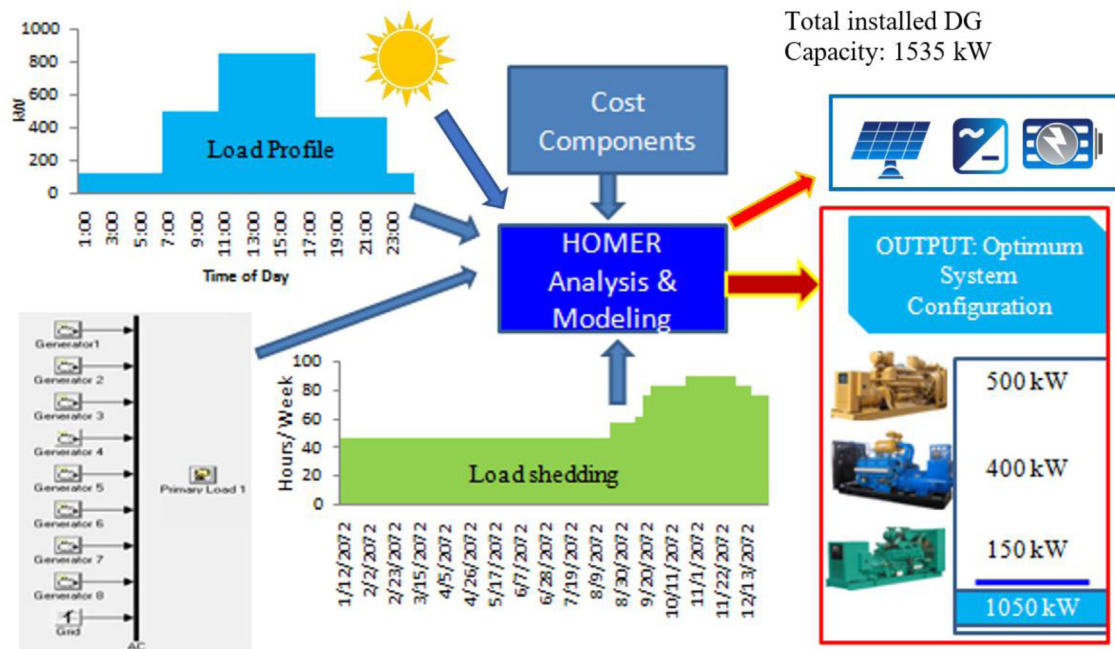 Total installed DG
Capacity: 1535 kW
1000
800
600
400
200
0
kW
Load Profile
1:00
3:00
5:00
7:00
9:00
11:00
13:00
15:00
17:00
19:00
21:00
23:00
Time of Day
Cost
Components
HOMER
Analysis &
Modeling
OUTPUT: Optimum
System
Configuration
500 kW
400 kW
150 kW
1050 kW
Generator1
Generator 2
Generator 3
Generator 4
Generator 5
Generator 6
Generator 7
Generator 8
Grid
AC
Primary Load 1
100
80
60
40
20
0
Hours/Week
Load shedding
1/12/2072
2/2/2072
2/23/2072
3/15/2072
4/5/2072
4/26/2072
5/17/2072
6/7/2072
6/28/2072
7/19/2072
8/9/2072
8/30/2072
9/20/2072
10/11/2072
11/1/2072
11/22/2072
12/13/2072